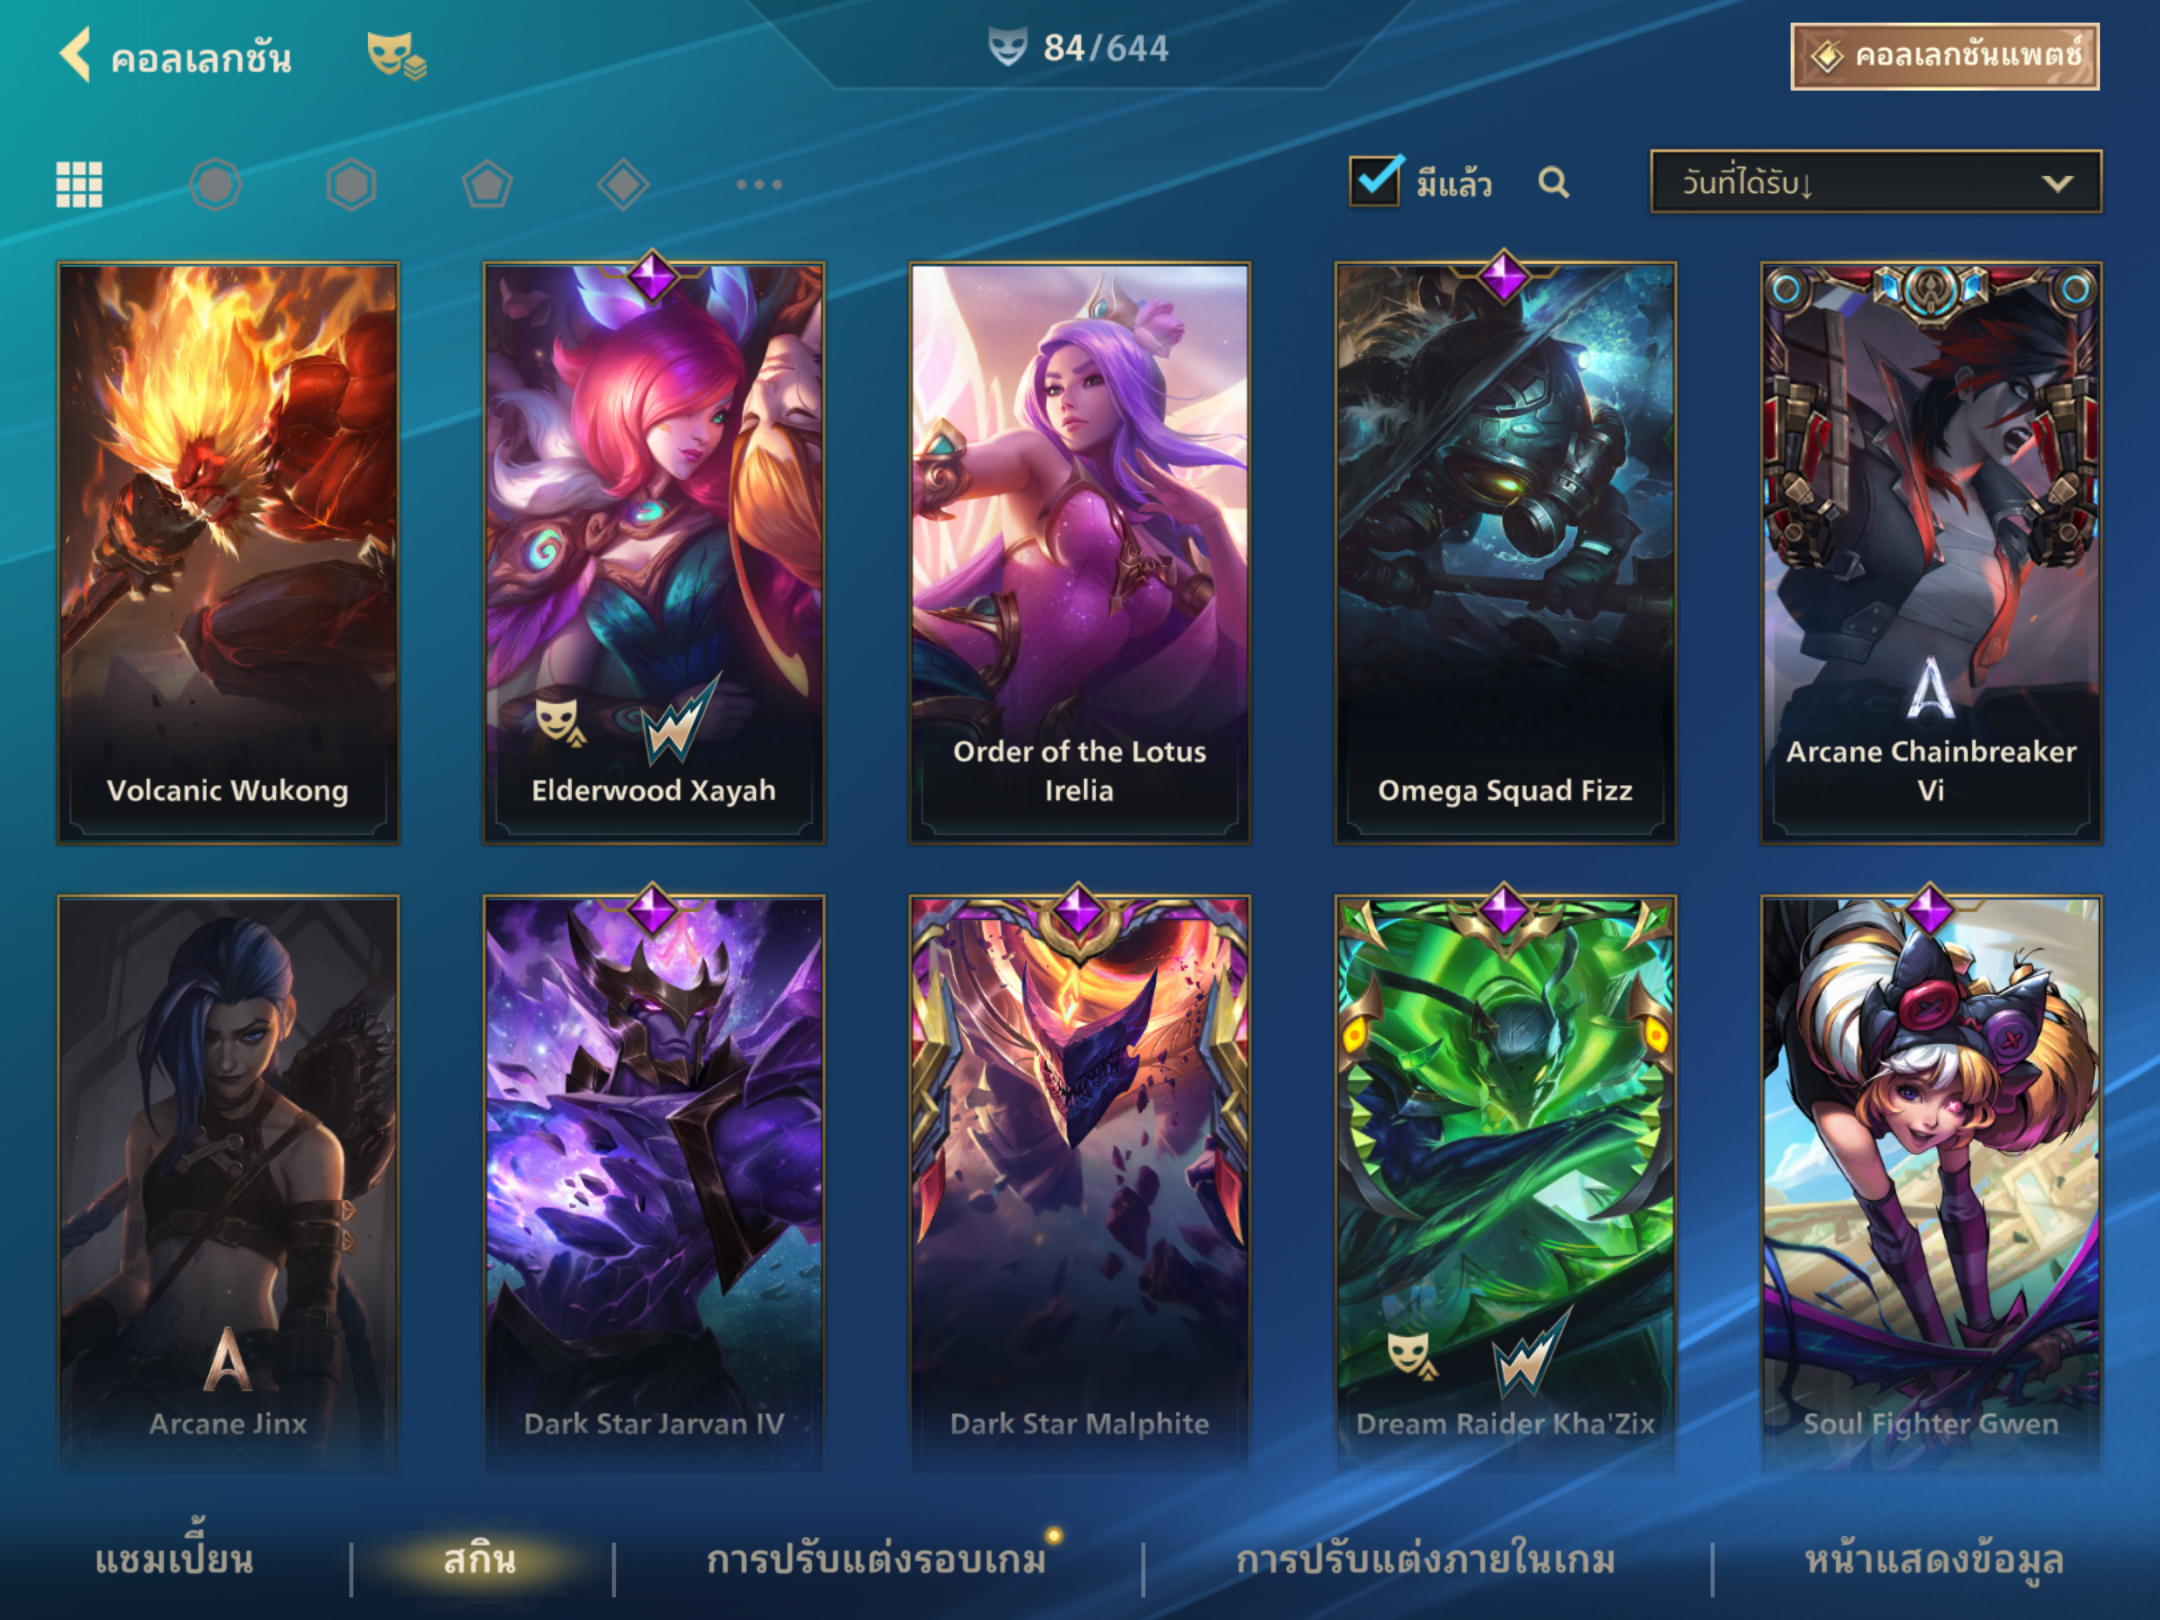 คอลเลกชัน
84/644
คอลเลกชันแพตช์
มีแล้ว
วันที่ได้รับ↓
Volcanic Wukong
Elderwood Xayah
Order of the Lotus
Irelia
Omega Squad Fizz
Arcane Chainbreaker
Vi
Arcane Jinx
Dark Star Jarvan IV
Dark Star Malphite
Dream Raider Kha'Zix
Soul Fighter Gwen
แชมเปี้ยน
สกิน
การปรับแต่งรอบเกม
การปรับแต่งภายในเกม
หน้าแสดงข้อมูล